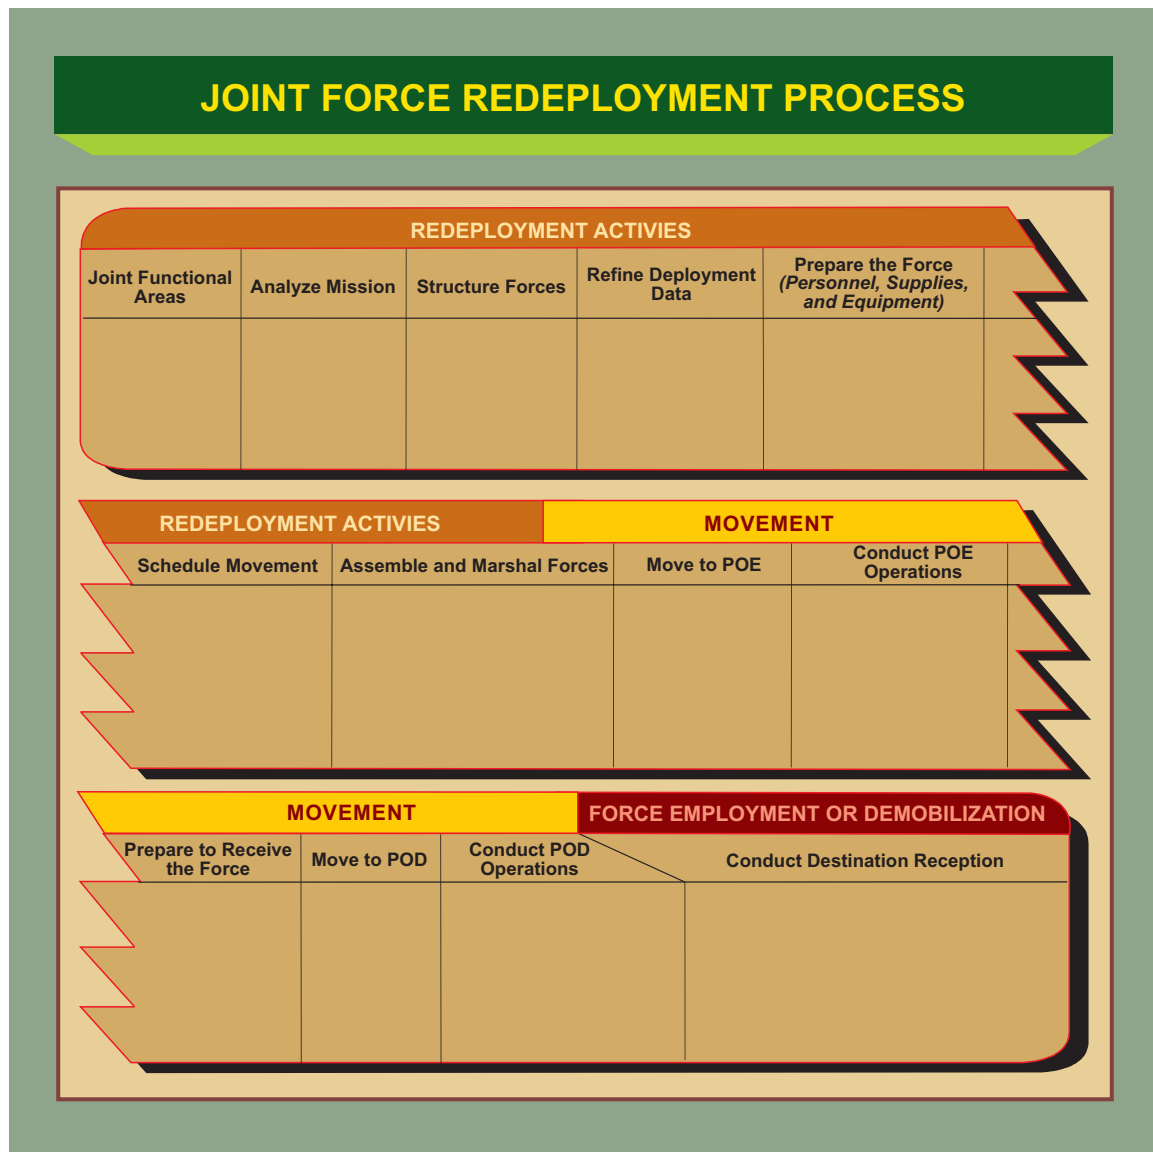 JOINT FORCE REDEPLOYMENT PROCESS
REDEPLOYMENT ACTIVIES
Joint Functional
Areas
Analyze Mission
Structure Forces
Refine Deployment
Data
Prepare the Force
(Personnel, Supplies,
and Equipment)
REDEPLOYMENT ACTIVIES
MOVEMENT
Schedule Movement
Assemble and Marshal Forces
Move to POE
Conduct POE
Operations
MOVEMENT
FORCE EMPLOYMENT OR DEMOBILIZATION
Prepare to Receive
the Force
Move to POD
Conduct POD
Operations
Conduct Destination Reception